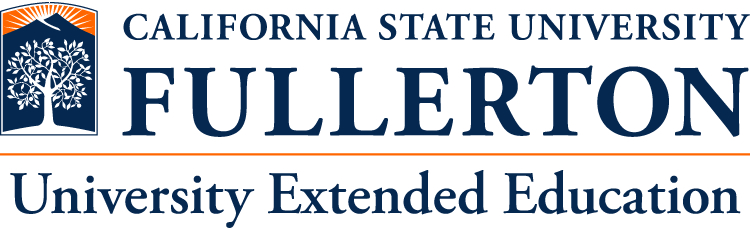 CALIFORNIA STATE UNIVERSITY
FULLERTON
University Extended Education